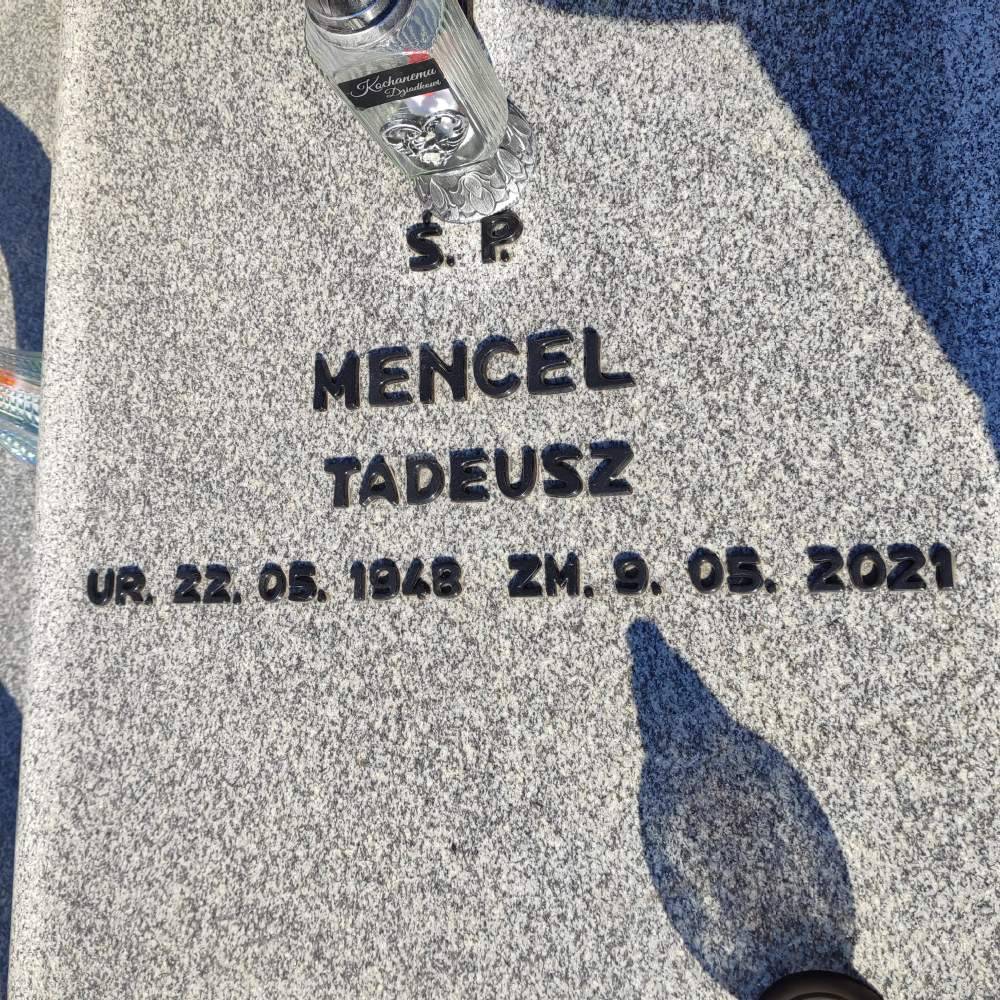 Kochanemu
Dziadkowi
Ś. P.
MENCEL
TADEUSZ
UR. 22. 05. 1948 ZM. 9. 05. 2021